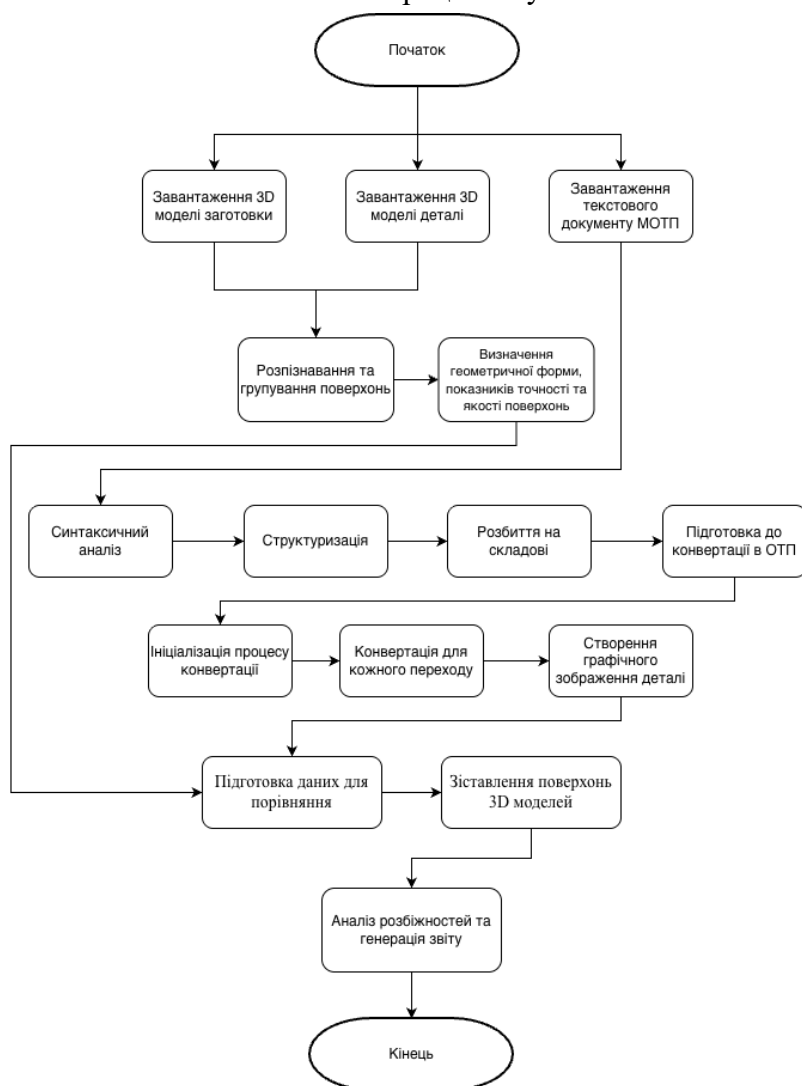 Початок
Завантаження 3D
моделі заготовки
Завантаження 3D
моделі деталі
Завантаження
текстового
документу МОТП
Розпізнавання та
групування поверхонь
Визначення
геометричної форми,
показників точності та
якості поверхонь
Синтаксичний
аналіз
Структуризація
Розбиття на
складові
Підготовка до
конвертації в ОТП
Ініціалізація процесу
конвертації
Конвертація для
кожного переходу
Створення
графічного
зображення деталі
Підготовка даних для
порівняння
Зіставлення поверхонь
3D моделей
Аналіз розбіжностей та
генерація звіту
Кінець